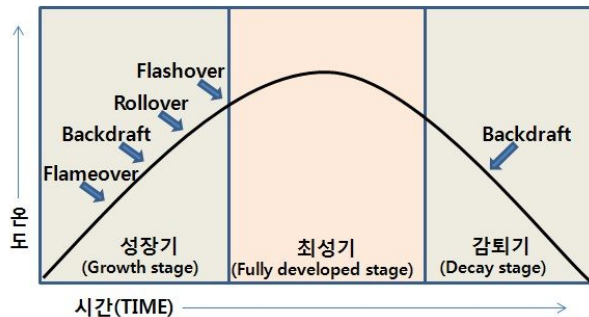 Flashover
Rollover
Backdraft
Flameover
Backdraft
온도
성장기
(Growth stage)
최성기
(Fully developed stage)
감퇴기
(Decay stage)
시간(TIME)